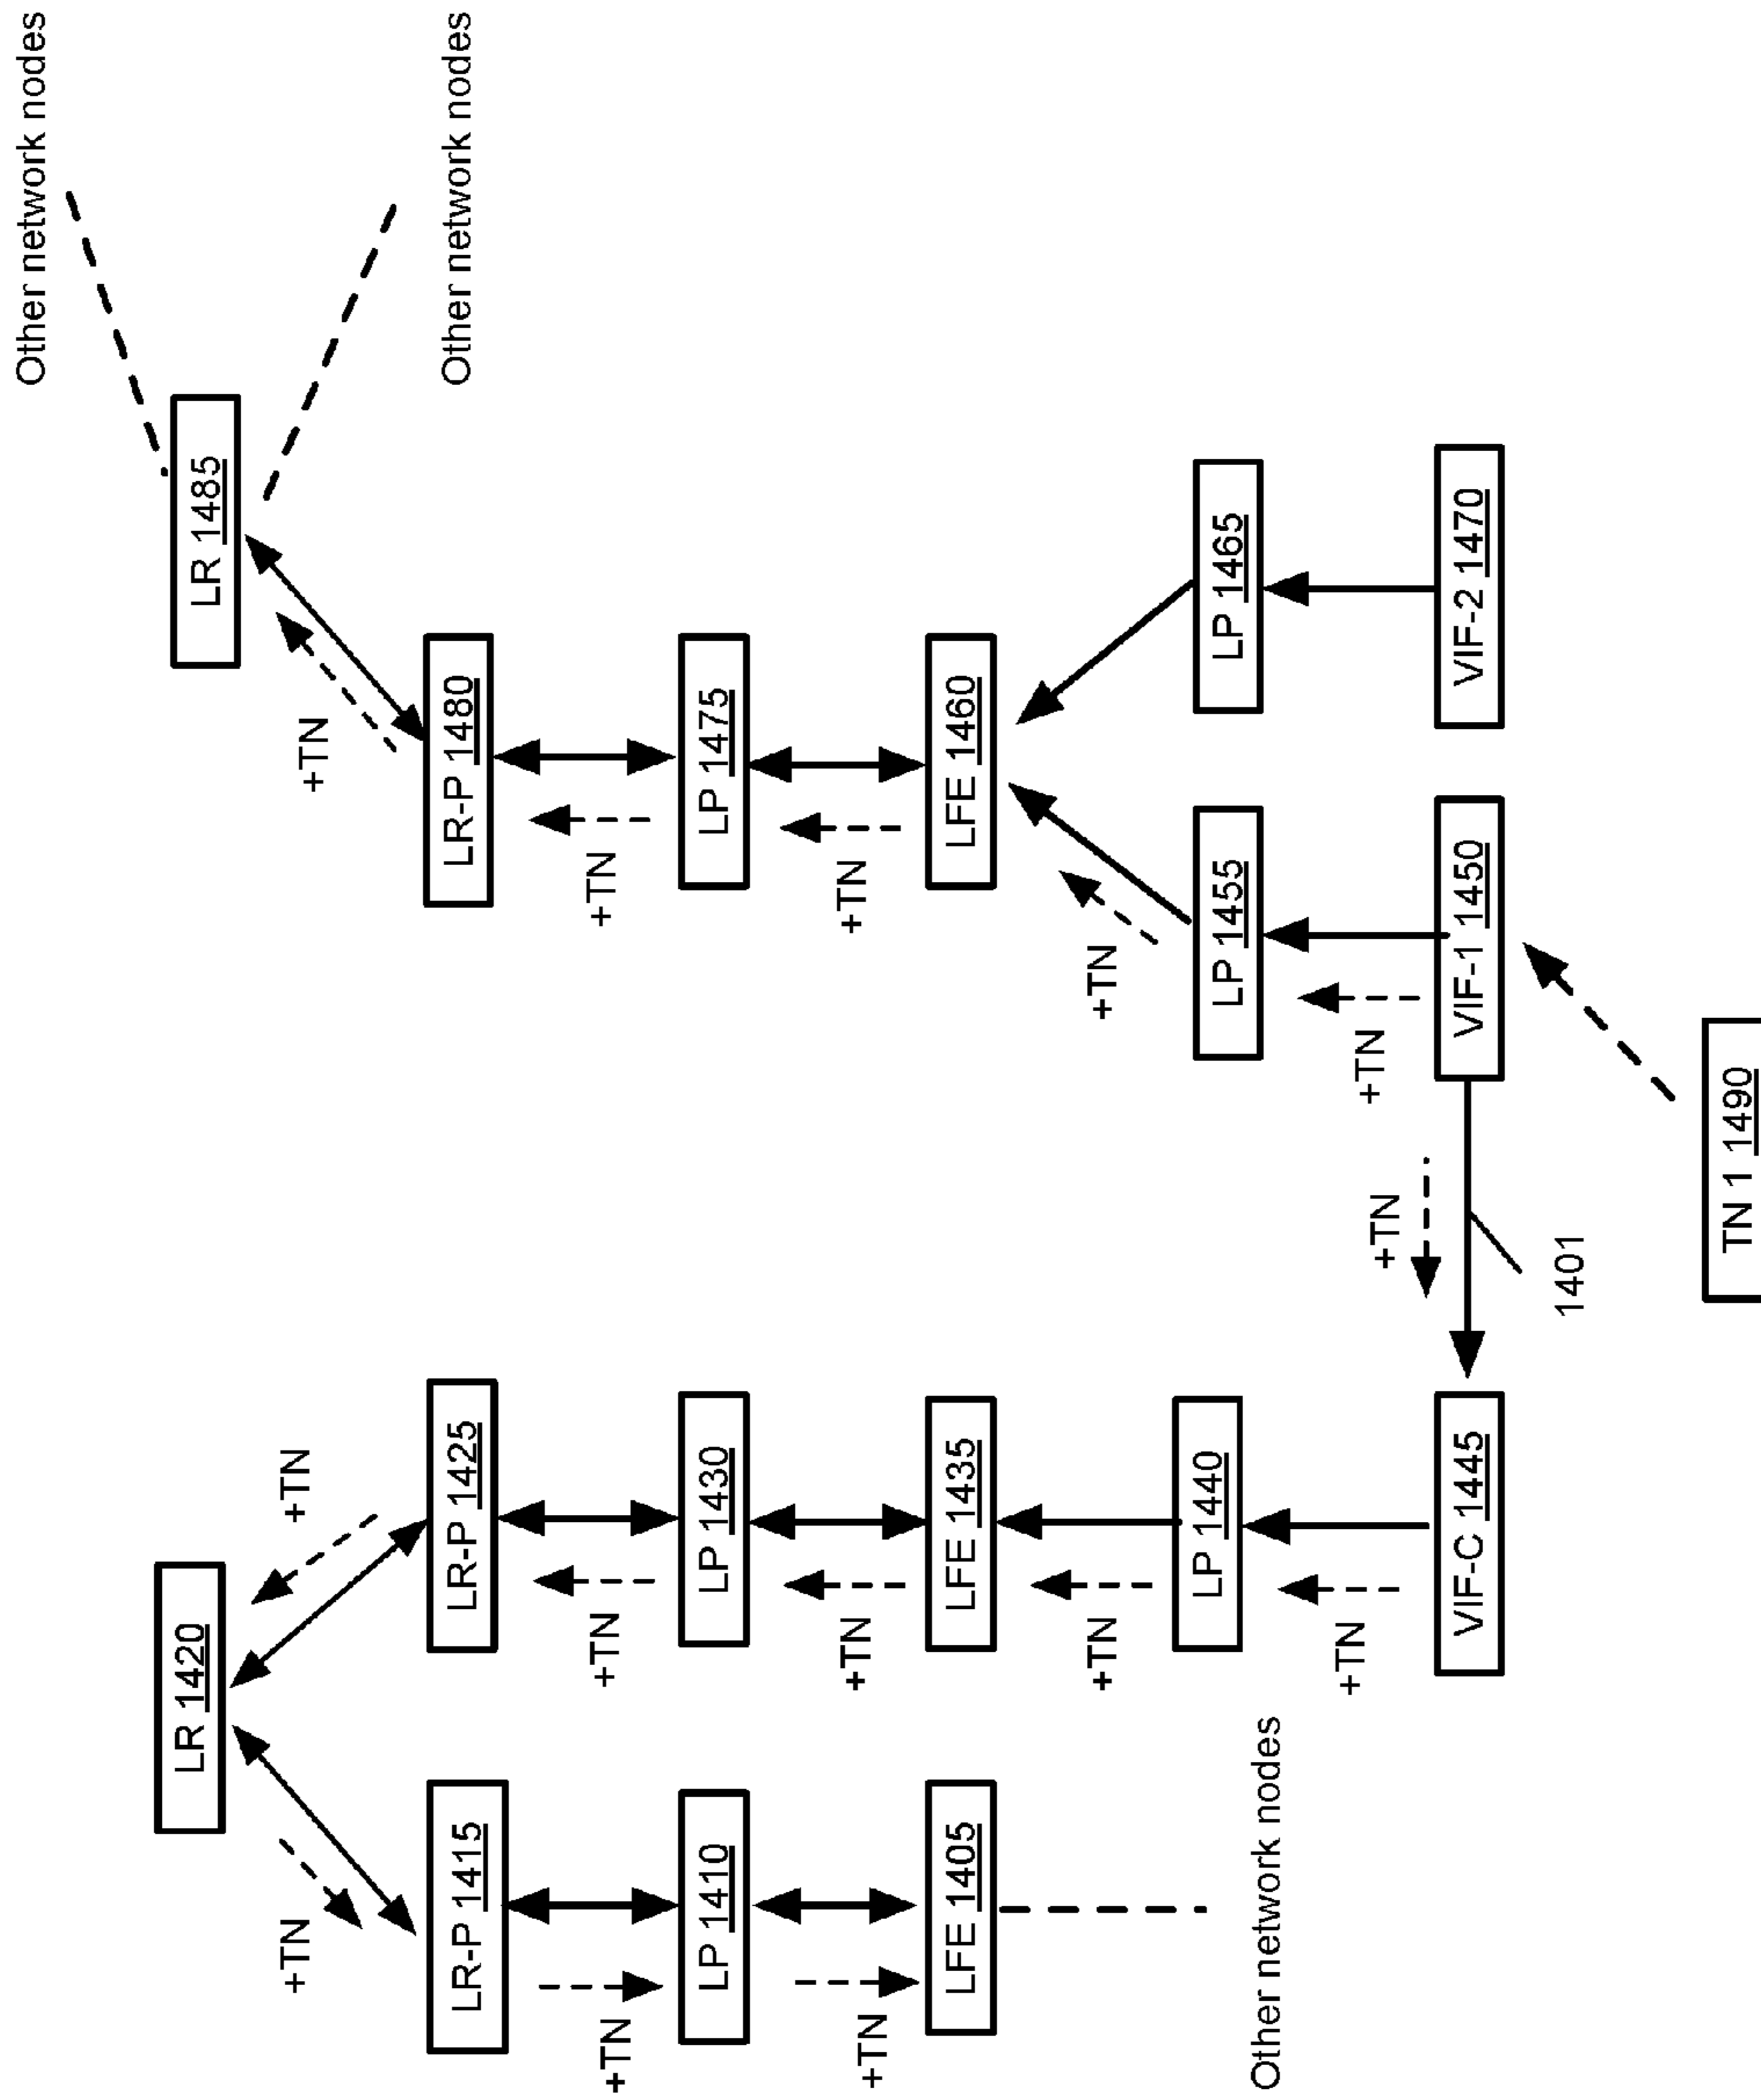 Other network nodes
LR 1420
LR 1485
+TN
+TN
+TN
Other network nodes
LR-P 1415
LR-P 1425
LR-P 1480
+TN
+TN
+TN
LP 1410
LP 1430
LP 1475
+TN
+TN
+TN
LFE 1405
LFE 1435
LFE 1460
+TN
+TN
LP 1440
LP 1455
LP 1465
Other network nodes
+TN
+TN
+TN
VIF-C 1445
VIF-1 1450
VIF-2 1470
1401
TN 1 1490